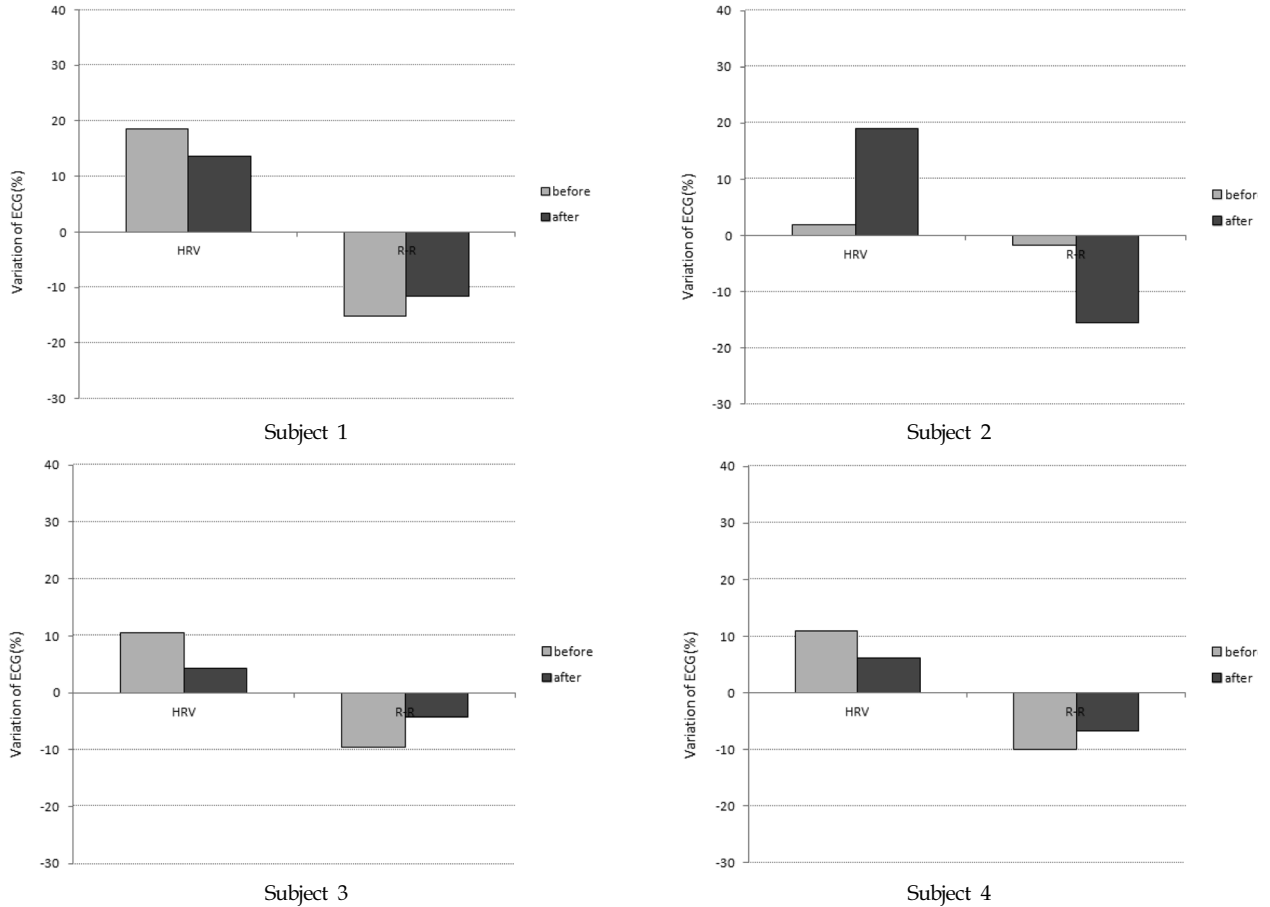 40
30
20
10
0
-10
-20
-30
Variation of ECG(%)
HRV
R-R
before
after
Subject 1
40
30
20
10
0
-10
-20
-30
Variation of ECG(%)
HRV
R-R
befor
after
Subject 2
40
30
20
10
0
-10
-20
-30
Variation of ECG(%)
HRV
R-R
before
after
Subject 3
40
30
20
10
0
-10
-20
-30
Variation of ECG(%)
HRV
R-R
befor
after
Subject 4